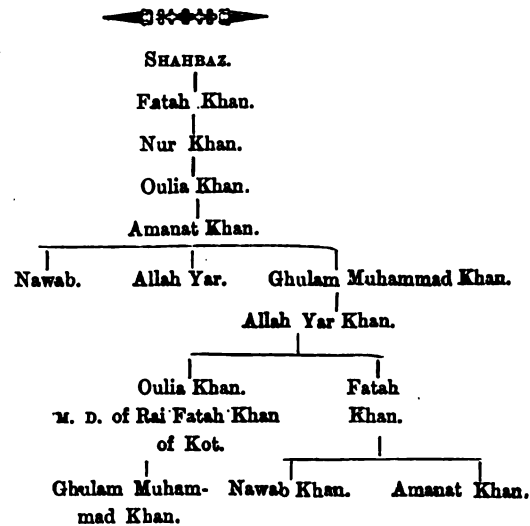 SHAHBAZ.
Fatah Khan.
Nur Khan.
Oulia Khan.
Amanat Khan.
Nawab. Allah Yar. Ghulam Muhammad Khan.
Allah Yar Khan.
Oulia Khan. Fatah
M. D. of Rai Fatah Khan Khan.
of Kot.
Ghulam Muham- Nawab Khan. Amanat Khan.
mad Khan.